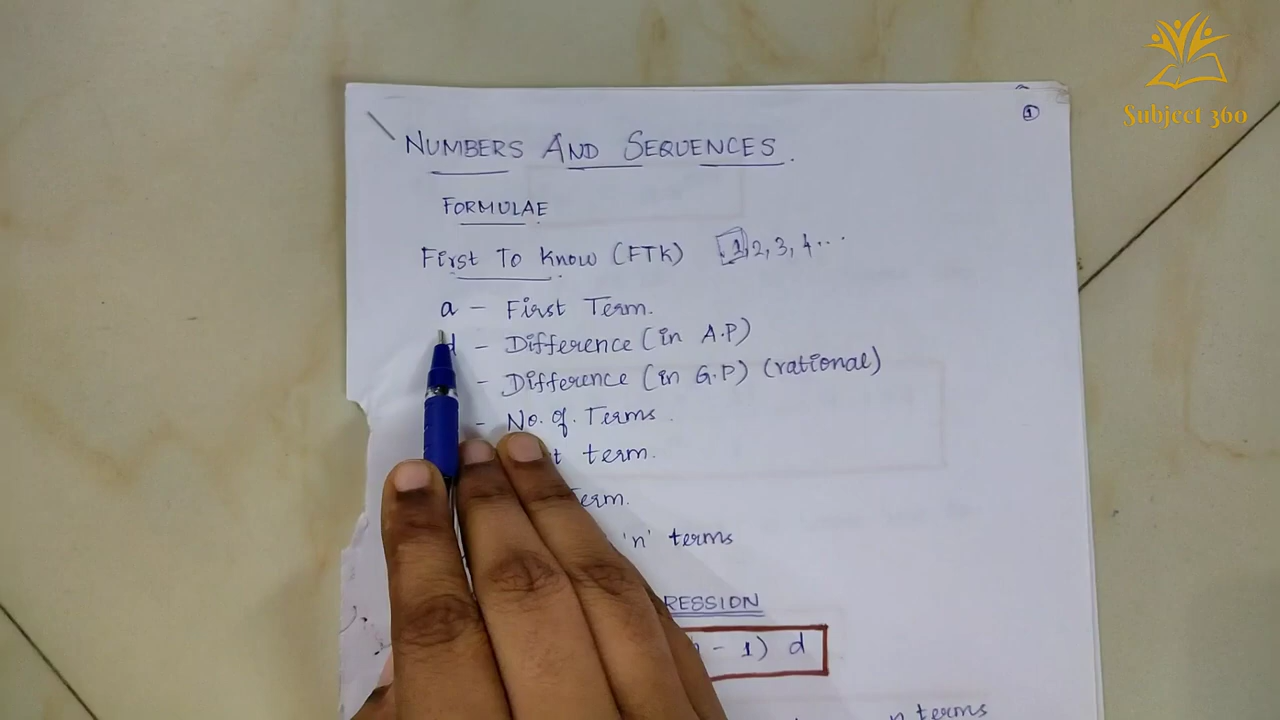 Subject 360
1
NUMBERS AND SEQUENCES.
FORMULAE
First To Know (FTK) 1, 2, 3, 4...
a - First Term.
d - Difference (in A.P)
- Difference (in G.P) (rational)
- No. of. Terms.
term.
Term.
'n' terms
- 1) d
n terms